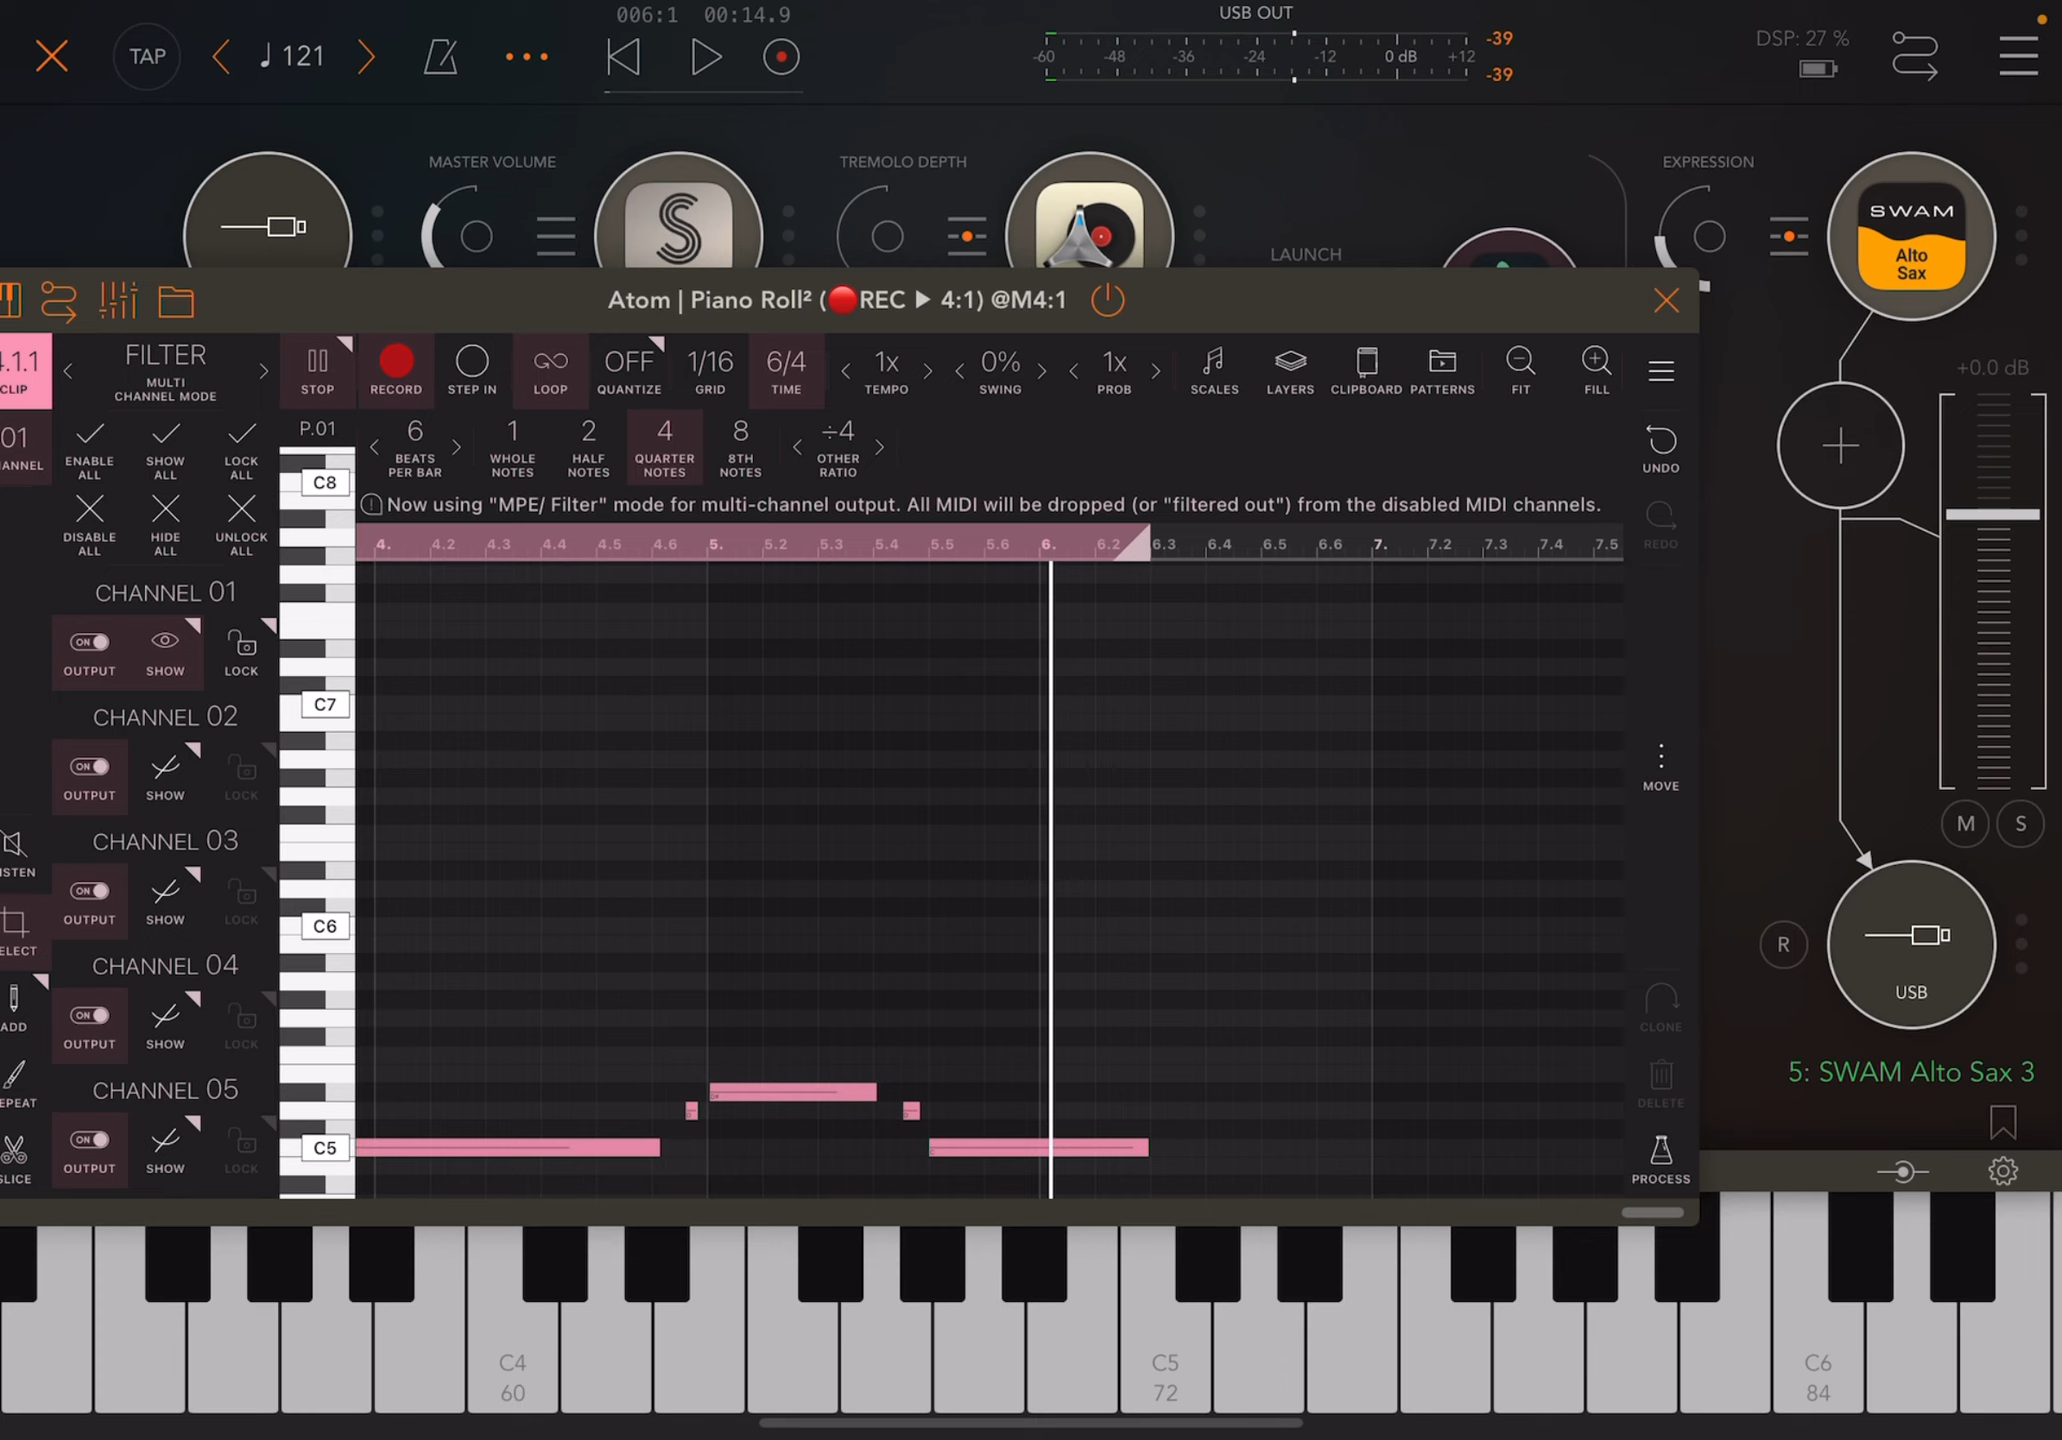 006:1 00:14.9
USB OUT
TAP
121
-60 -48 -36 -24 -12 0 dB +12
-39
-39
DSP: 27 %
MASTER VOLUME
TREMOLO DEPTH
LAUNCH
EXPRESSION
SWAM
Alto
Sax
Atom | Piano Roll² (🔴REC ▶ 4:1) @M4:1
4.1.1
CLIP
FILTER
MULTI
CHANNEL MODE
STOP
RECORD
STEP IN
LOOP
OFF
QUANTIZE
1/16
GRID
6/4
TIME
1x
TEMPO
0%
SWING
1x
PROB
SCALES
LAYERS
CLIPBOARD
PATTERNS
FIT
FILL
+0.0 dB
01
HANNEL
ENABLE
ALL
SHOW
ALL
LOCK
ALL
P.01
6
BEATS
PER BAR
1
WHOLE
NOTES
2
HALF
NOTES
4
QUARTER
NOTES
8
8TH
NOTES
÷4
OTHER
RATIO
UNDO
Now using "MPE/ Filter" mode for multi-channel output. All MIDI will be dropped (or "filtered out") from the disabled MIDI channels.
DISABLE
ALL
HIDE
ALL
UNLOCK
ALL
REDO
4. 4.2 4.3 4.4 4.5 4.6 5. 5.2 5.3 5.4 5.5 5.6 6. 6.2 6.3 6.4 6.5 6.6 7. 7.2 7.3 7.4 7.5
C8
CHANNEL 01
ON
OUTPUT SHOW LOCK
C7
CHANNEL 02
ON
OUTPUT SHOW LOCK
MOVE
CHANNEL 03
ON
OUTPUT SHOW LOCK
ISTEN
M S
C6
ELECT
CHANNEL 04
ON
OUTPUT SHOW LOCK
ADD
CLONE
R
USB
CHANNEL 05
ON
OUTPUT SHOW LOCK
EPEAT
DELETE
5: SWAM Alto Sax 3
C5
SLICE
PROCESS
C4
60
C5
72
C6
84